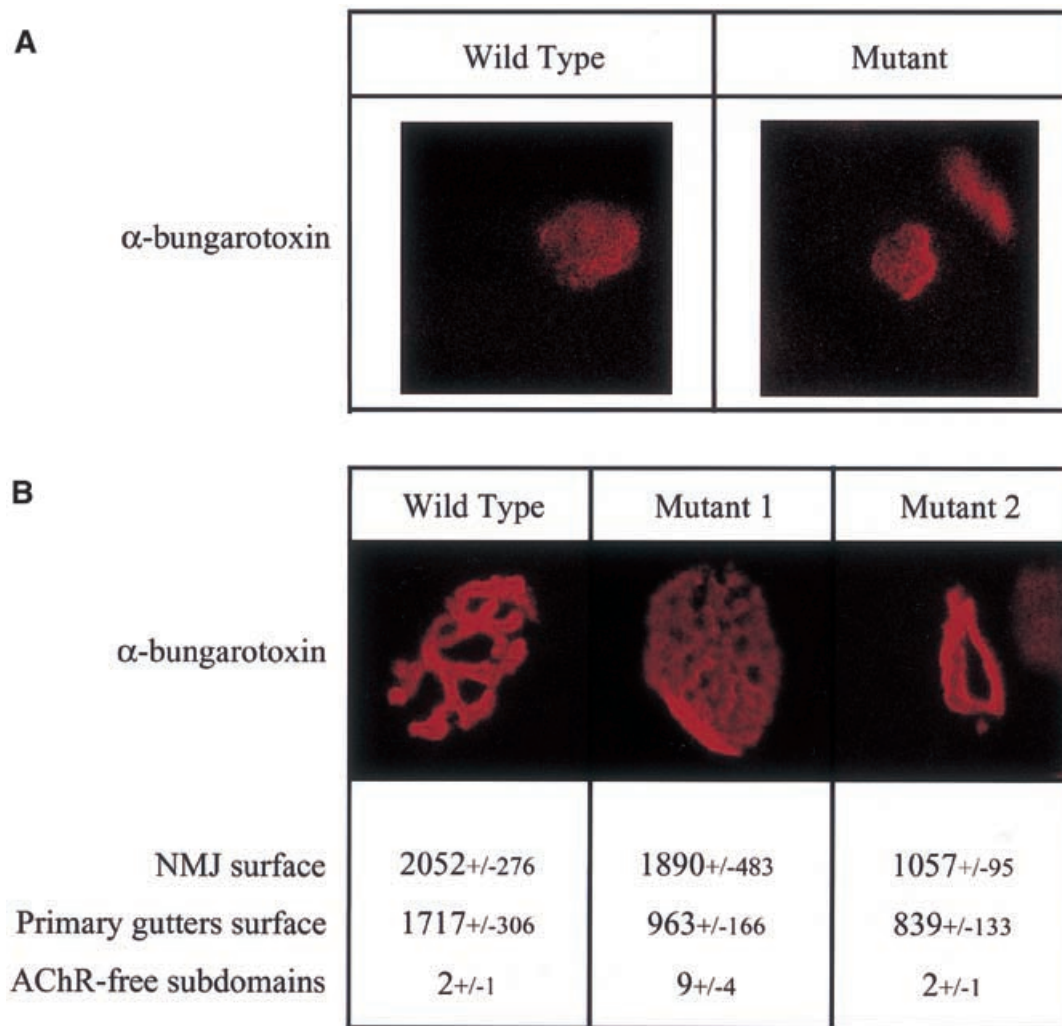 A
Wild Type Mutant
α-bungarotoxin
B
Wild Type Mutant 1 Mutant 2
α-bungarotoxin
NMJ surface 2052+/-276 1890+/-483 1057+/-95
Primary gutters surface 1717+/-306 963+/-166 839+/-133
AChR-free subdomains 2+/-1 9+/-4 2+/-1